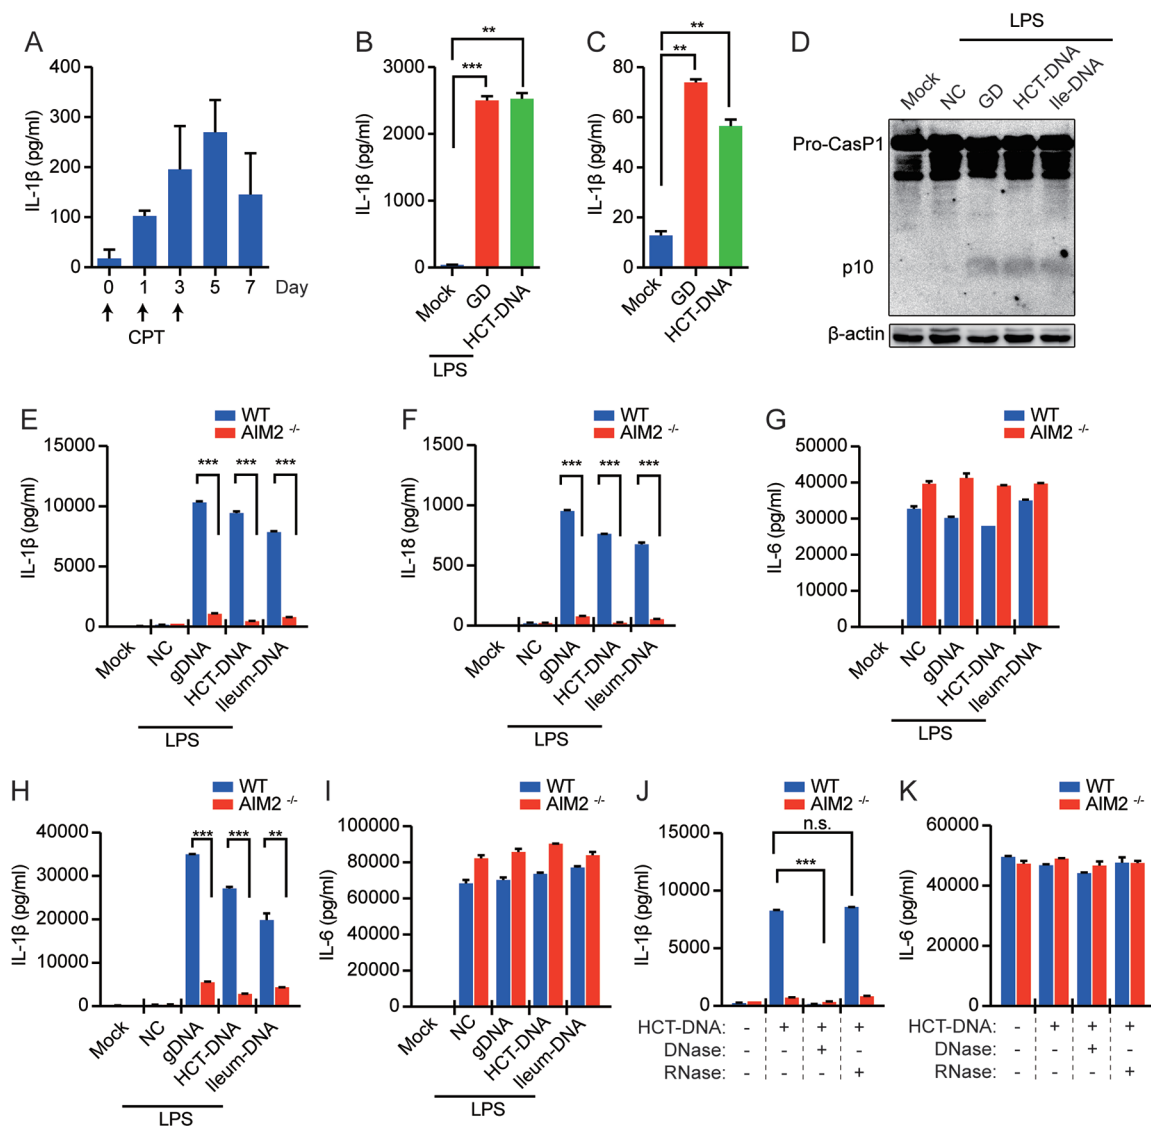 A
IL-1β (pg/ml)
400
300
200
100
0
0 1 3 5 7 Day
CPT
B
** 
***
IL-1β (pg/ml)
3000
2000
1000
0
Mock
GD
HCT-DNA
LPS
C
**
**
IL-1β (pg/ml)
80
60
40
20
0
Mock
GD
HCT-DNA
D
LPS
Mock
NC
GD
HCT-DNA
Ile-DNA
Pro-CasP1
p10
β-actin
E
WT
AIM2 -/-
IL-1β (pg/ml)
15000
10000
5000
0
*** *** ***
Mock
NC
gDNA
HCT-DNA
Ileum-DNA
LPS
F
WT
AIM2 -/-
IL-18 (pg/ml)
1500
1000
500
0
*** *** ***
Mock
NC
gDNA
HCT-DNA
Ileum-DNA
LPS
G
WT
AIM2 -/-
IL-6 (pg/ml)
50000
40000
30000
20000
10000
0
Mock
NC
gDNA
HCT-DNA
Ileum-DNA
LPS
H
WT
AIM2 -/-
IL-1β (pg/ml)
40000
30000
20000
10000
0
*** *** **
Mock
NC
gDNA
HCT-DNA
Ileum-DNA
LPS
I
WT
AIM2 -/-
IL-6 (pg/ml)
100000
80000
60000
40000
20000
0
Mock
NC
gDNA
HCT-DNA
Ileum-DNA
LPS
J
WT
AIM2 -/-
n.s.
***
IL-1β (pg/ml)
15000
10000
5000
0
HCT-DNA: - + + +
DNase: - - + -
RNase: - - - +
K
WT
AIM2 -/-
IL-6 (pg/ml)
60000
40000
20000
0
HCT-DNA: - + + +
DNase: - - + -
RNase: - - - +